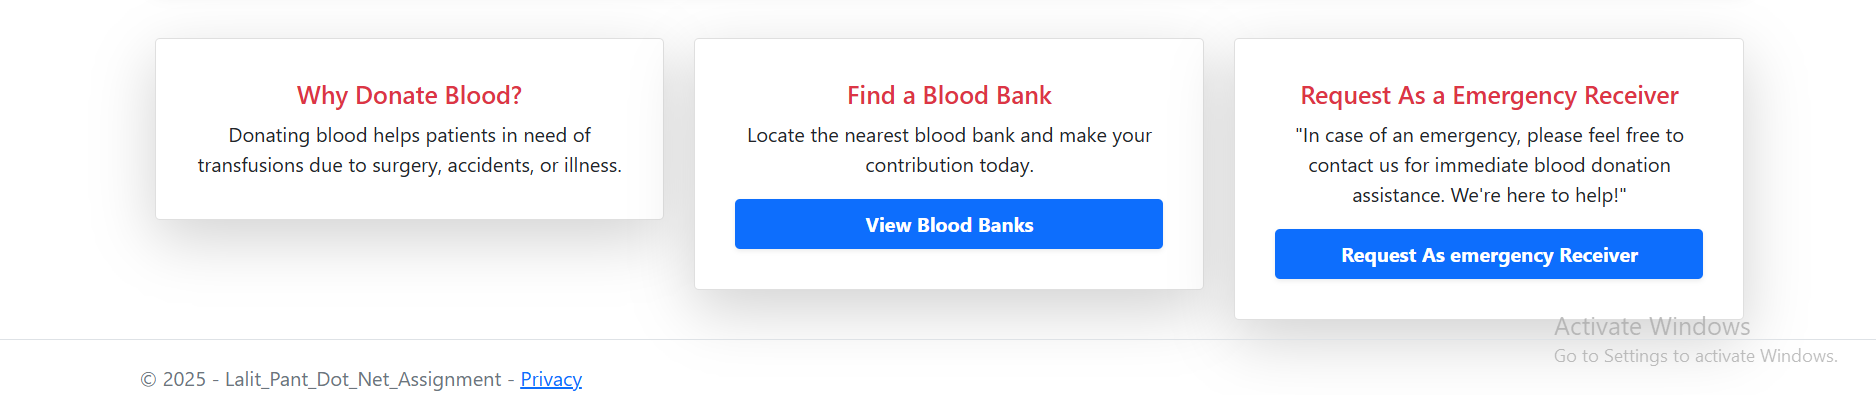 Why Donate Blood?
Donating blood helps patients in need of
transfusions due to surgery, accidents, or illness.
Find a Blood Bank
Locate the nearest blood bank and make your
contribution today.
View Blood Banks
Request As a Emergency Receiver
"In case of an emergency, please feel free to
contact us for immediate blood donation
assistance. We're here to help!"
Request As emergency Receiver
Activate Windows
Go to Settings to activate Windows.
© 2025 - Lalit_Pant_Dot_Net_Assignment - Privacy